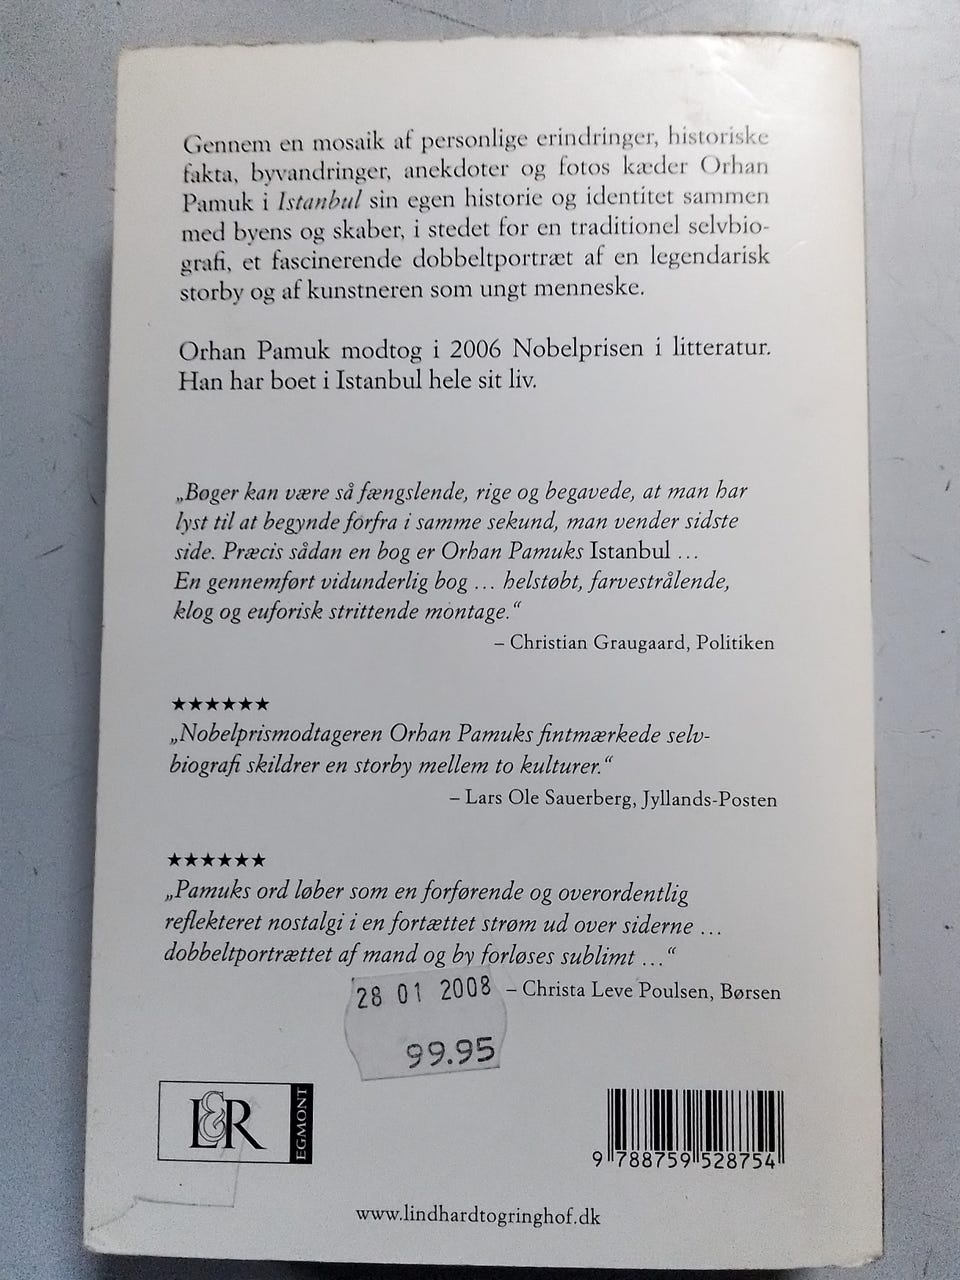 Gennem en mosaik af personlige erindringer, historiske
fakta, byvandringer, anekdoter og fotos kæder Orhan
Pamuk i Istanbul sin egen historie og identitet sammen
med byens og skaber, i stedet for en traditionel selvbio-
grafi, et fascinerende dobbeltportræt af en legendarisk
storby og af kunstneren som ungt menneske.
Orhan Pamuk modtog i 2006 Nobelprisen i litteratur.
Han har boet i Istanbul hele sit liv.
„Bøger kan være så fængslende, rige og begavede, at man har
lyst til at begynde forfra i samme sekund, man vender sidste
side. Præcis sådan en bog er Orhan Pamuks Istanbul ...
En gennemført vidunderlig bog ... helstøbt, farvestrålende,
klog og euforisk strittende montage.“
– Christian Graugaard, Politiken
★★★★★★
„Nobelprismodtageren Orhan Pamuks fintmærkede selv-
biografi skildrer en storby mellem to kulturer.“
– Lars Ole Sauerberg, Jyllands-Posten
★★★★★★
„Pamuks ord løber som en forførende og overordentlig
reflekteret nostalgi i en fortættet strøm ud over siderne ...
dobbeltportrættet af mand og by forløses sublimt ...“
– Christa Leve Poulsen, Børsen
28 01 2008
99.95
L&R EGMONT
9 788759 528754
www.lindhardtogringhof.dk